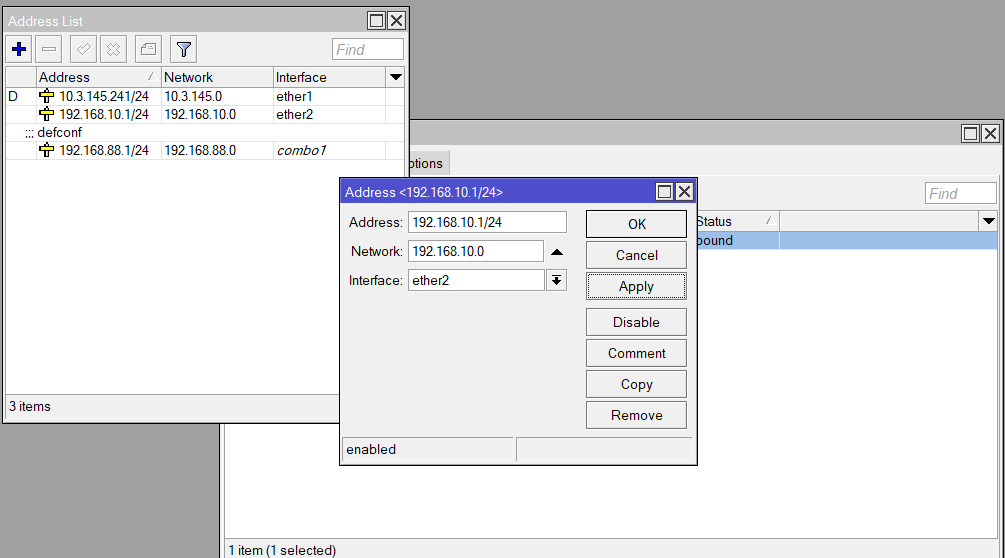 Address List
Find
Address Network Interface
D 10.3.145.241/24 10.3.145.0 ether1
192.168.10.1/24 192.168.10.0 ether2
;;; defconf
192.168.88.1/24 192.168.88.0 combo1
3 items
Find
Status
bound
1 item (1 selected)
Address <192.168.10.1/24>
Address: 192.168.10.1/24
Network: 192.168.10.0
Interface: ether2
OK
Cancel
Apply
Disable
Comment
Copy
Remove
enabled